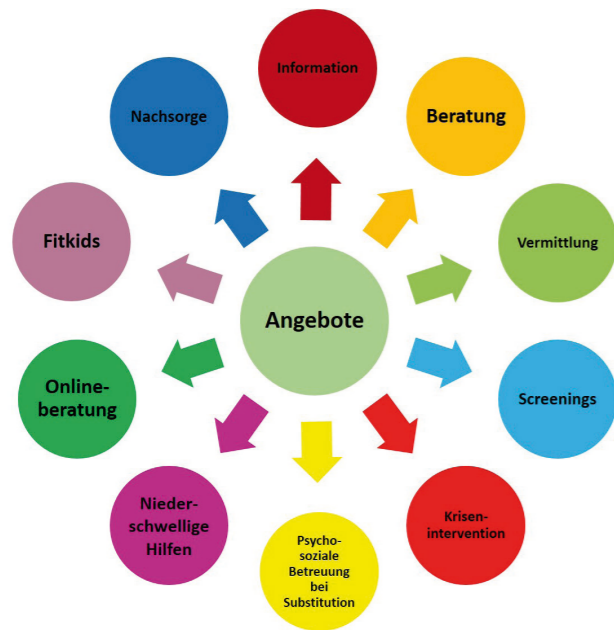 Information
Beratung
Vermittlung
Screenings
Krisen-
intervention
Psycho-
soziale
Betreuung
bei
Substitution
Nieder-
schwellige
Hilfen
Online-
beratung
Fitkids
Nachsorge
Angebote